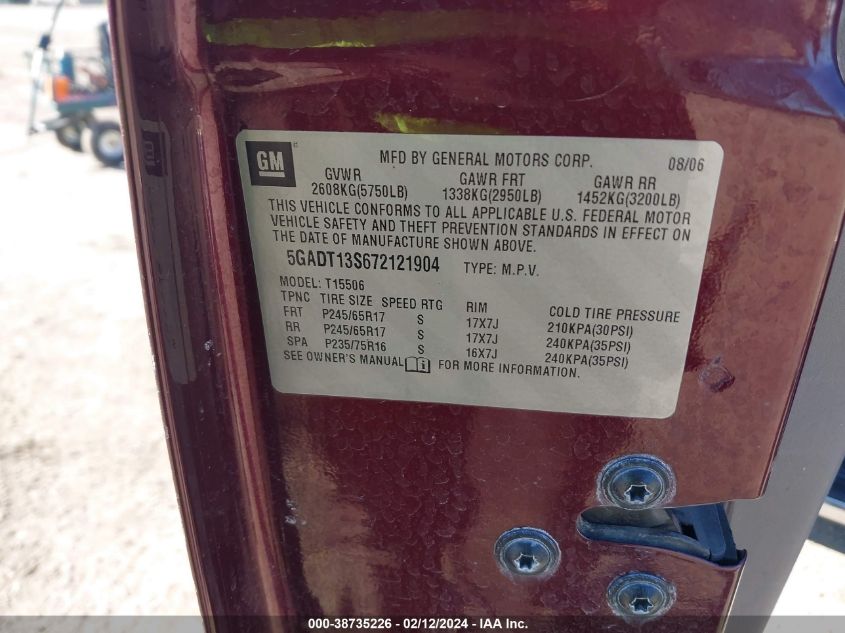 GM
MFD BY GENERAL MOTORS CORP. 08/06
GVWR GAWR FRT GAWR RR
2608KG(5750LB) 1338KG(2950LB) 1452KG(3200LB)
THIS VEHICLE CONFORMS TO ALL APPLICABLE U.S. FEDERAL MOTOR
VEHICLE SAFETY AND THEFT PREVENTION STANDARDS IN EFFECT ON
THE DATE OF MANUFACTURE SHOWN ABOVE.
5GADT13S672121904 TYPE: M.P.V.
MODEL: T15506
TPNC TIRE SIZE SPEED RTG RIM COLD TIRE PRESSURE
FRT P245/65R17 S 17X7J 210KPA(30PSI)
RR P245/65R17 S 17X7J 240KPA(35PSI)
SPA P235/75R16 S 16X7J 240KPA(35PSI)
SEE OWNER'S MANUAL FOR MORE INFORMATION.
000-38735226 - 02/12/2024 - IAA Inc.